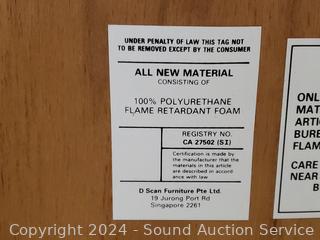 UNDER PENALTY OF LAW THIS TAG NOT
TO BE REMOVED EXCEPT BY THE CONSUMER
ALL NEW MATERIAL
CONSISTING OF
100% POLYURETHANE
FLAME RETARDANT FOAM
REGISTRY NO.
CA 27502 (SI)
Certification is made by
the manufacturer that the
materials in this article
are described in accord-
ance with law
D Scan Furniture Pte Ltd.
19 Jurong Port Rd
Singapore 2261
ONL
MAT
ARTIC
BURE
FLAM
CARE
NEAR
B
Copyright 2024 - Sound Auction Service